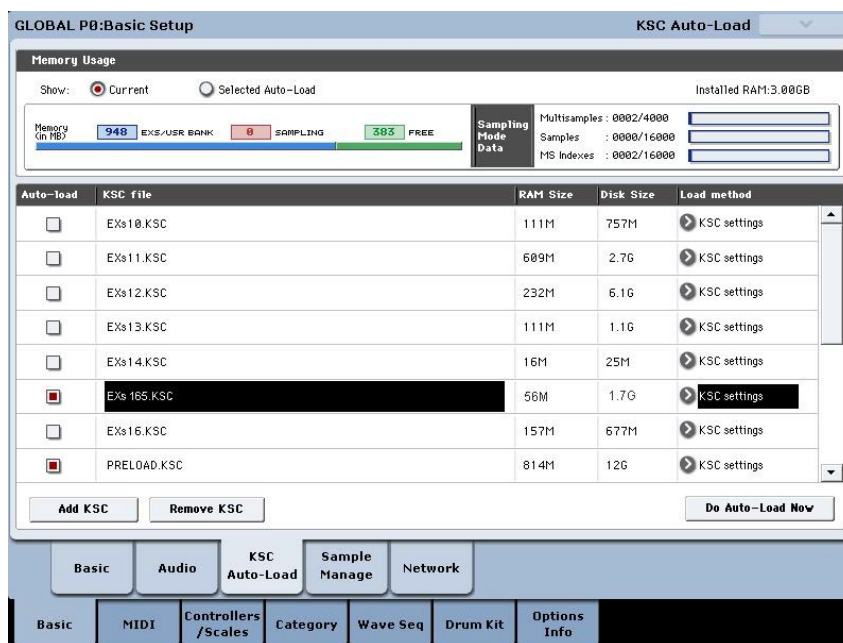 GLOBAL P0:Basic Setup KSC Auto-Load
Memory Usage
Show: Current Selected Auto-Load Installed RAM:3.00GB
Memory (in MB) 948 EXS/USR BANK 0 SAMPLING 383 FREE
Sampling Mode Data
Multisamples : 0002/4000
Samples : 0000/16000
MS Indexes : 0002/16000
Auto-load KSC file RAM Size Disk Size Load method
EXs10.KSC 111M 757M KSC settings
EXs11.KSC 609M 2.7G KSC settings
EXs12.KSC 232M 6.1G KSC settings
EXs13.KSC 111M 1.1G KSC settings
EXs14.KSC 16M 25M KSC settings
EXs 165.KSC 56M 1.7G KSC settings
EXs16.KSC 157M 677M KSC settings
PRELOAD.KSC 814M 12G KSC settings
Add KSC Remove KSC Do Auto-Load Now
Basic Audio KSC Auto-Load Sample Manage Network
Basic MIDI Controllers /Scales Category Wave Seq Drum Kit Options Info